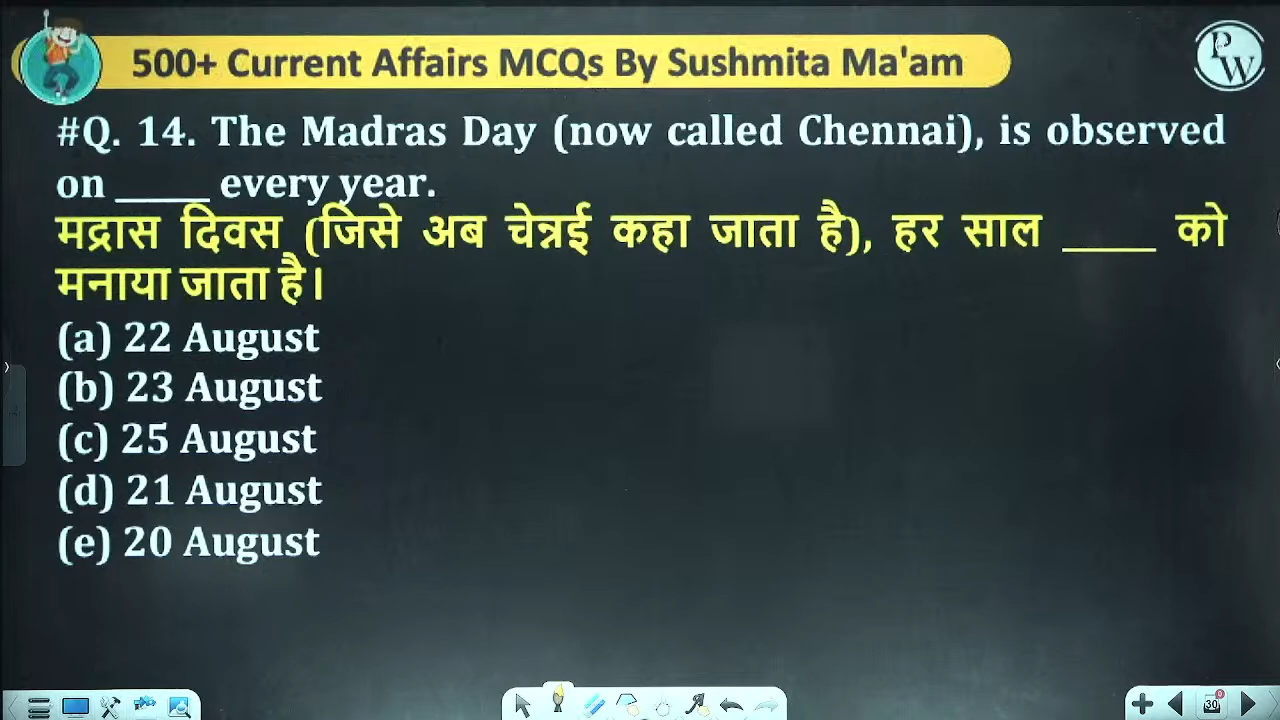 500+ Current Affairs MCQs By Sushmita Ma'am
PW
#Q. 14. The Madras Day (now called Chennai), is observed
on _____ every year.
मद्रास दिवस (जिसे अब चेन्नई कहा जाता है), हर साल _____ को
मनाया जाता है।
(a) 22 August
(b) 23 August
(c) 25 August
(d) 21 August
(e) 20 August
30
0